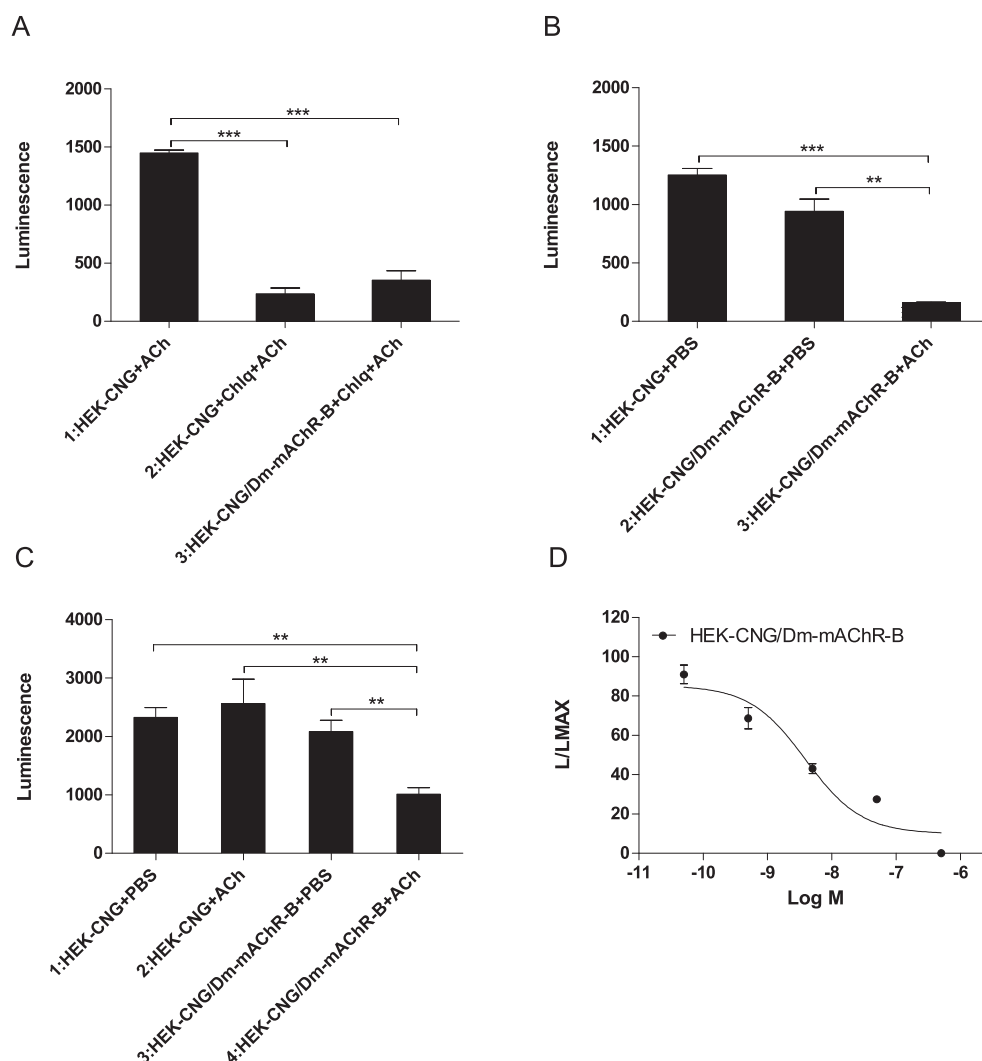 A
2000
1500
1000
500
0
Luminescence
***
***
1:HEK-CNG+ACh
2:HEK-CNG+Chlq+ACh
3:HEK-CNG/Dm-mAChR-B+Chlq+ACh
B
2000
1500
1000
500
0
Luminescence
***
**
1:HEK-CNG+PBS
2:HEK-CNG/Dm-mAChR-B+PBS
3:HEK-CNG/Dm-mAChR-B+ACh
C
4000
3000
2000
1000
0
Luminescence
**
**
**
1:HEK-CNG+PBS
2:HEK-CNG+ACh
3:HEK-CNG/Dm-mAChR-B+PBS
4:HEK-CNG/Dm-mAChR-B+ACh
D
120
100
80
60
40
20
0
L/LMAX
HEK-CNG/Dm-mAChR-B
-11 -10 -9 -8 -7 -6
Log M